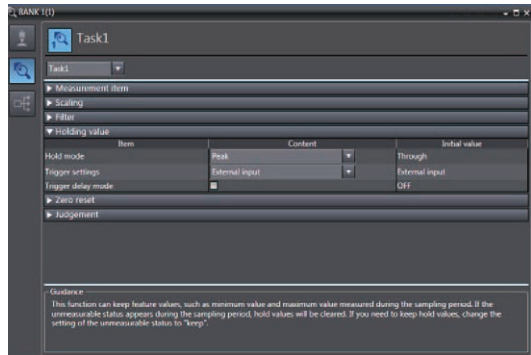 RANK 1(1)
Task1
Task1
Measurement item
Scaling
Filter
Holding value
Item Content Initial value
Hold mode Peak Through
Trigger settings External input External input
Trigger delay mode OFF
Zero reset
Judgement
Guidance
This function can keep feature values, such as minimum value and maximum value measured during the sampling period. If the
unmeasurable status appears during the sampling period, hold values will be cleared. If you need to keep hold values, change the
setting of the unmeasurable status to "keep".